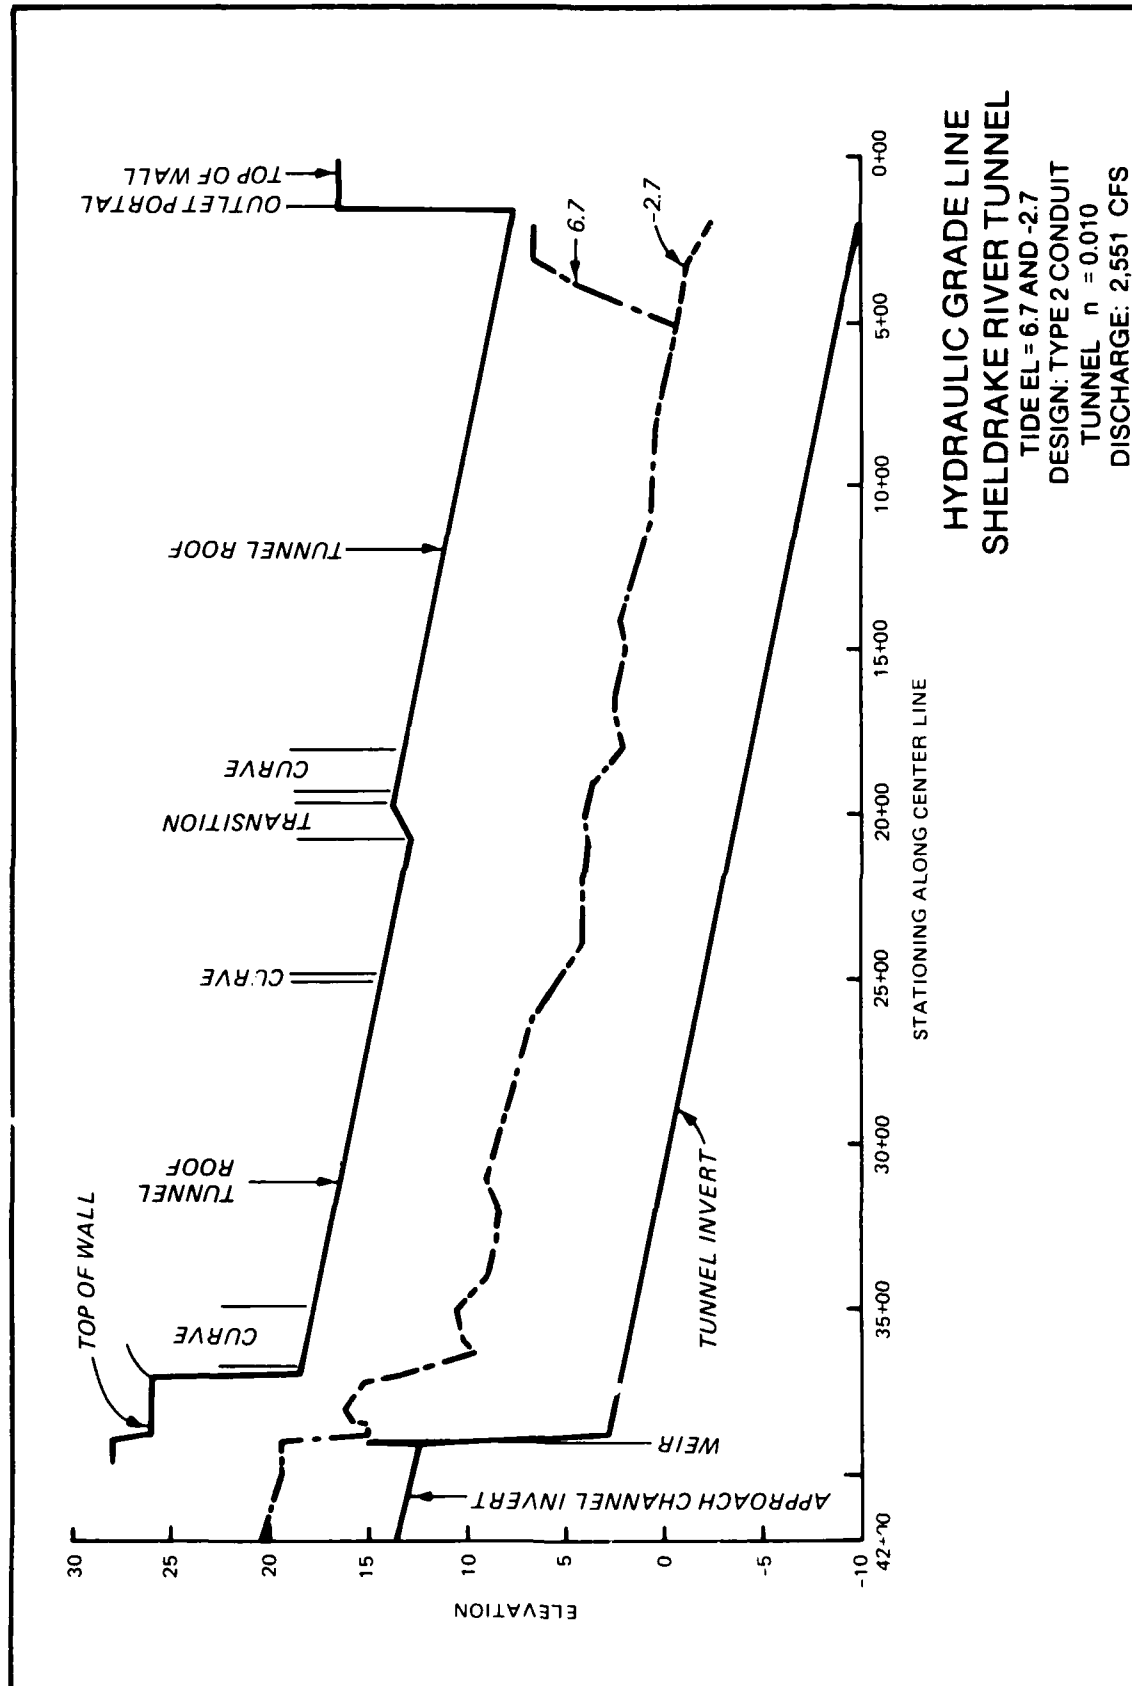 TOP OF WALL
CURVE
TUNNEL
ROOF
CURVE
TRANSITION
CURVE
TUNNEL ROOF
OUTLET PORTAL
TOP OF WALL
6.7
-2.7
TUNNEL INVERT
WEIR
APPROACH CHANNEL INVERT
ELEVATION
30
25
20
15
10
5
0
-5
-10
35+00
30+00
25+00
20+00
15+00
10+00
5+00
0+00
STATIONING ALONG CENTER LINE
HYDRAULIC GRADE LINE
SHELDRAKE RIVER TUNNEL
TIDE EL = 6.7 AND -2.7
DESIGN: TYPE 2 CONDUIT
TUNNEL n = 0.010
DISCHARGE: 2,551 CFS